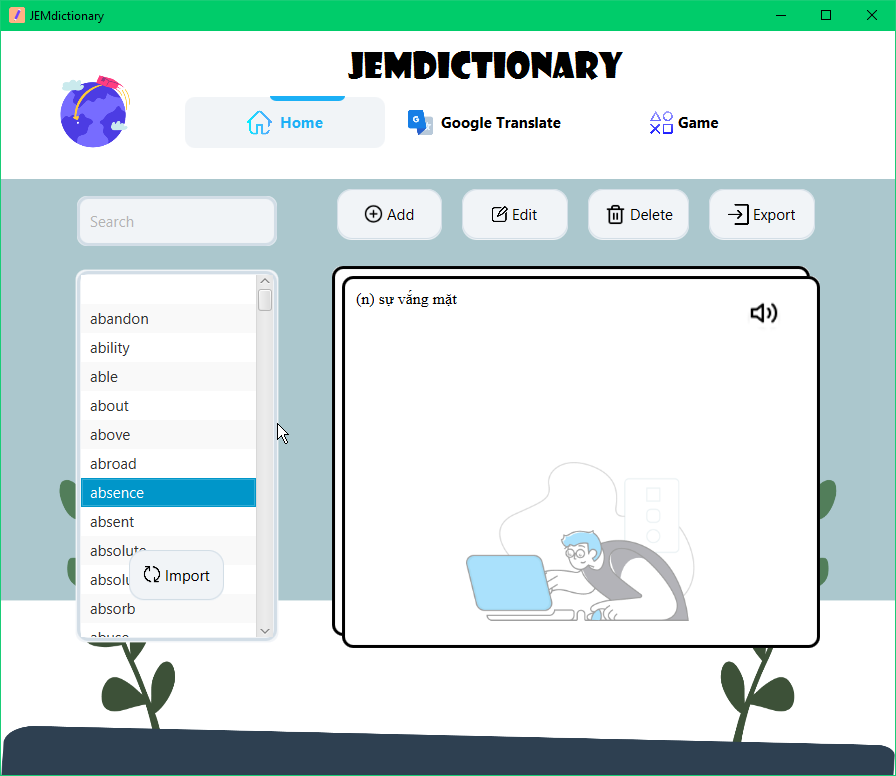 JEMdictionary
JEMDICTIONARY
Home
Google Translate
Game
Search
Add
Edit
Delete
Export
abandon
ability
able
about
above
abroad
absence
absent
absolute
absolu
absorb
abuse
Import
(n) sự vắng mặt